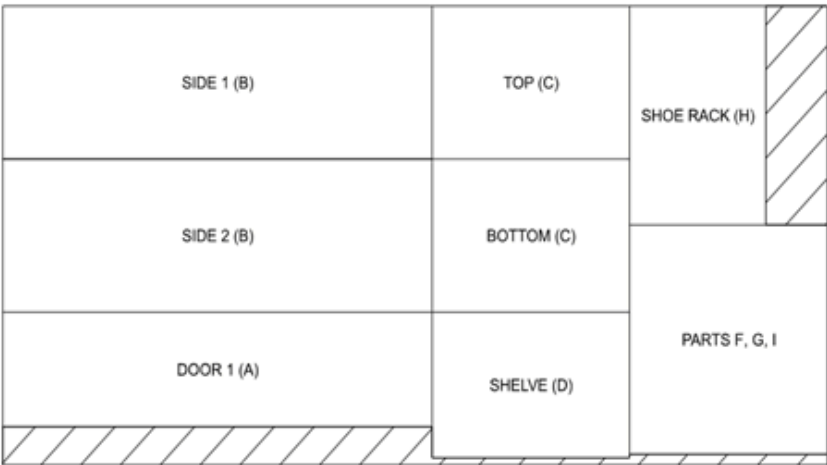 SIDE 1 (B)
TOP (C)
SHOE RACK (H)
SIDE 2 (B)
BOTTOM (C)
PARTS F, G, I
DOOR 1 (A)
SHELVE (D)